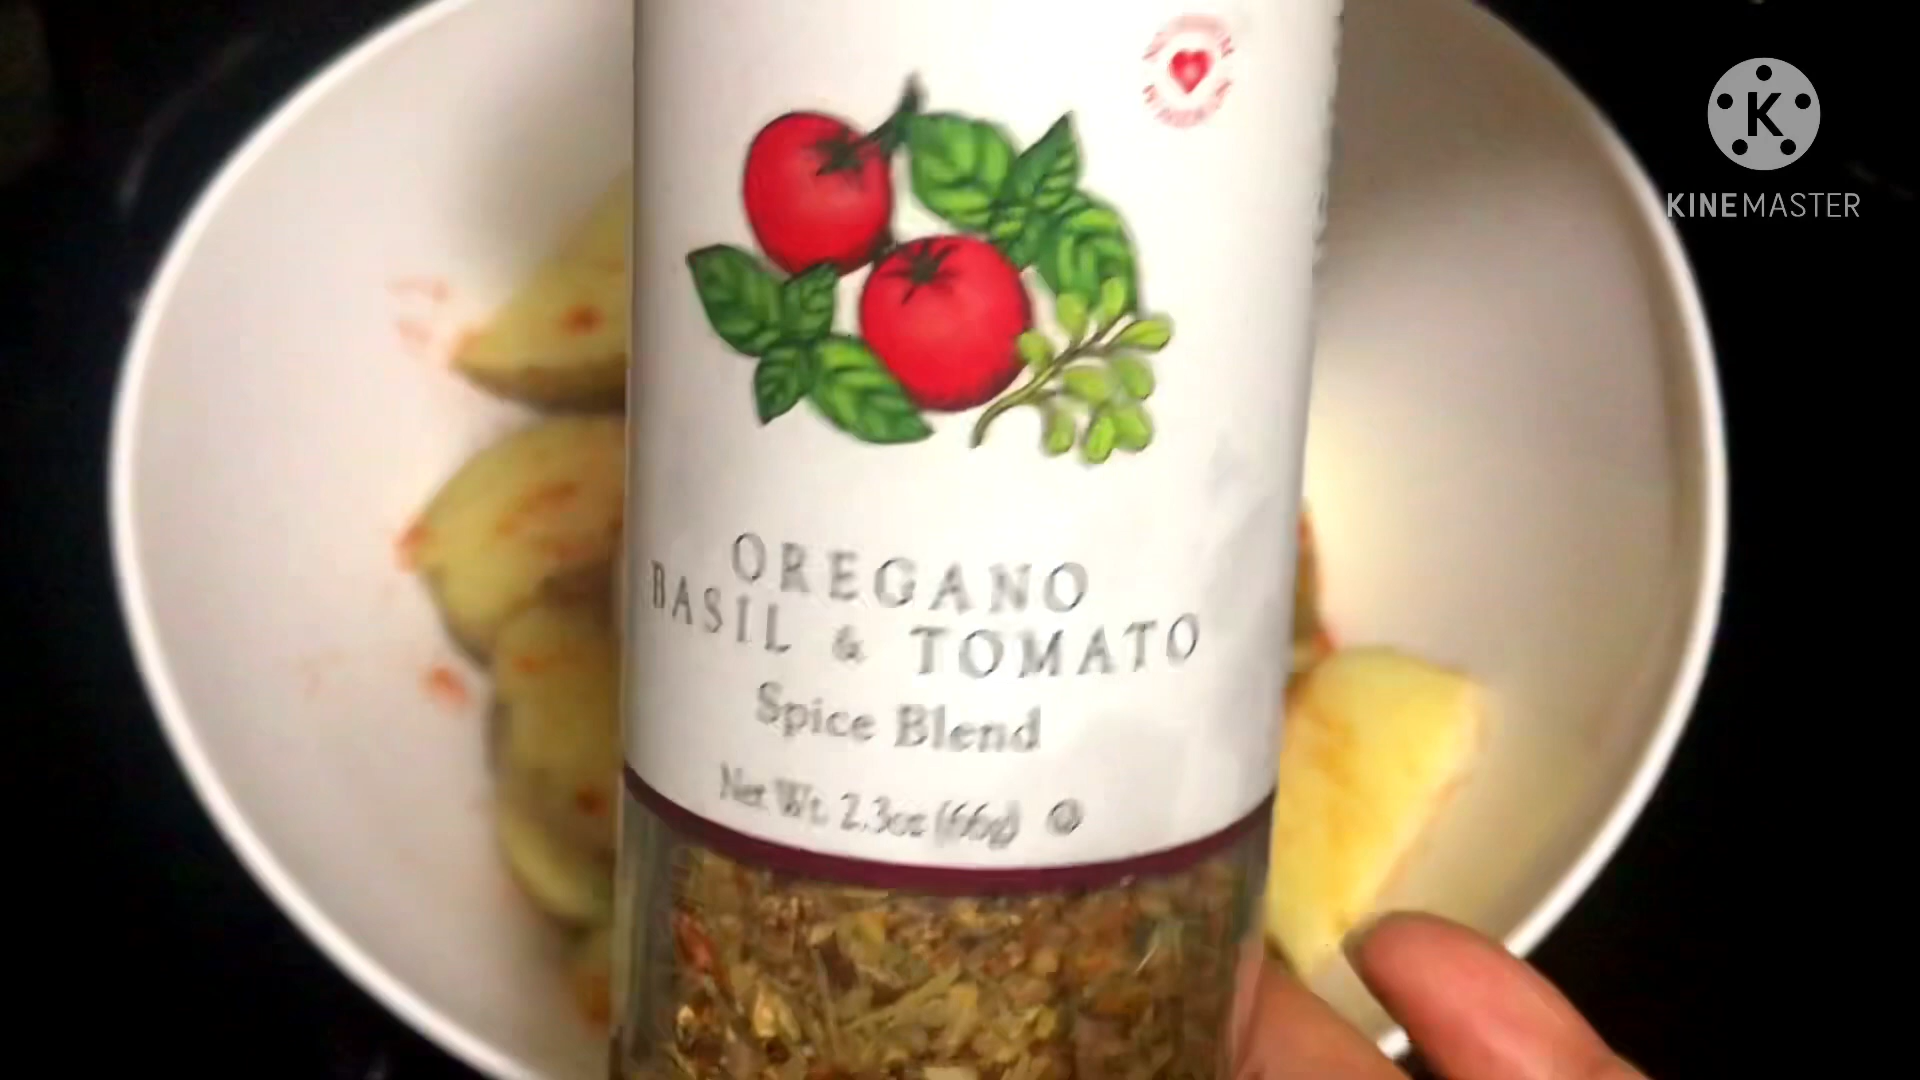 K
KINEMASTER
OREGANO
BASIL & TOMATO
Spice Blend
Net Wt. 2.3oz (66g)